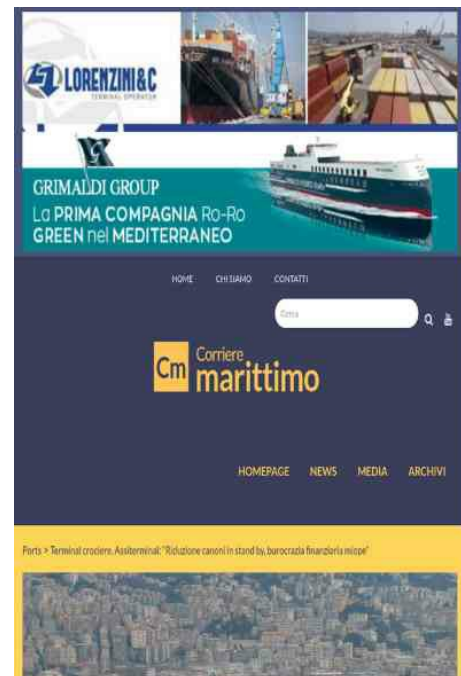 LORENZINI&C
TERMINAL OPERATOR
GRIMALDI GROUP
La PRIMA COMPAGNIA Ro-Ro
GREEN nel MEDITERRANEO
HOME CHI SIAMO CONTATTI
Cerca
Cm Corriere
marittimo
HOMEPAGE NEWS MEDIA ARCHIVI
Ports > Terminal crociere, Assiterminal: "Riduzione canoni in stand by, burocrazia finanzieria miope"